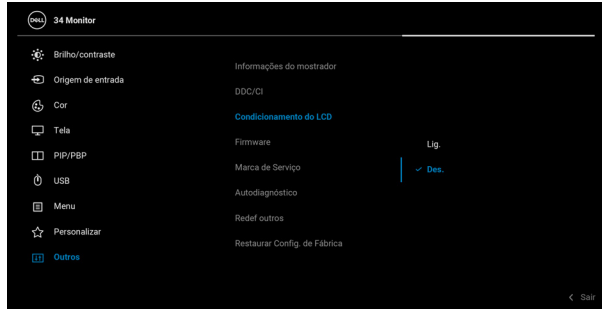 DELL 34 Monitor
Brilho/contraste
Origem de entrada
Cor
Tela
PIP/PBP
USB
Menu
Personalizar
Outros
Informações do mostrador
DDC/CI
Condicionamento do LCD
Firmware
Marca de Serviço
Autodiagnóstico
Redef outros
Restaurar Config. de Fábrica
Lig.
Des.
Sair